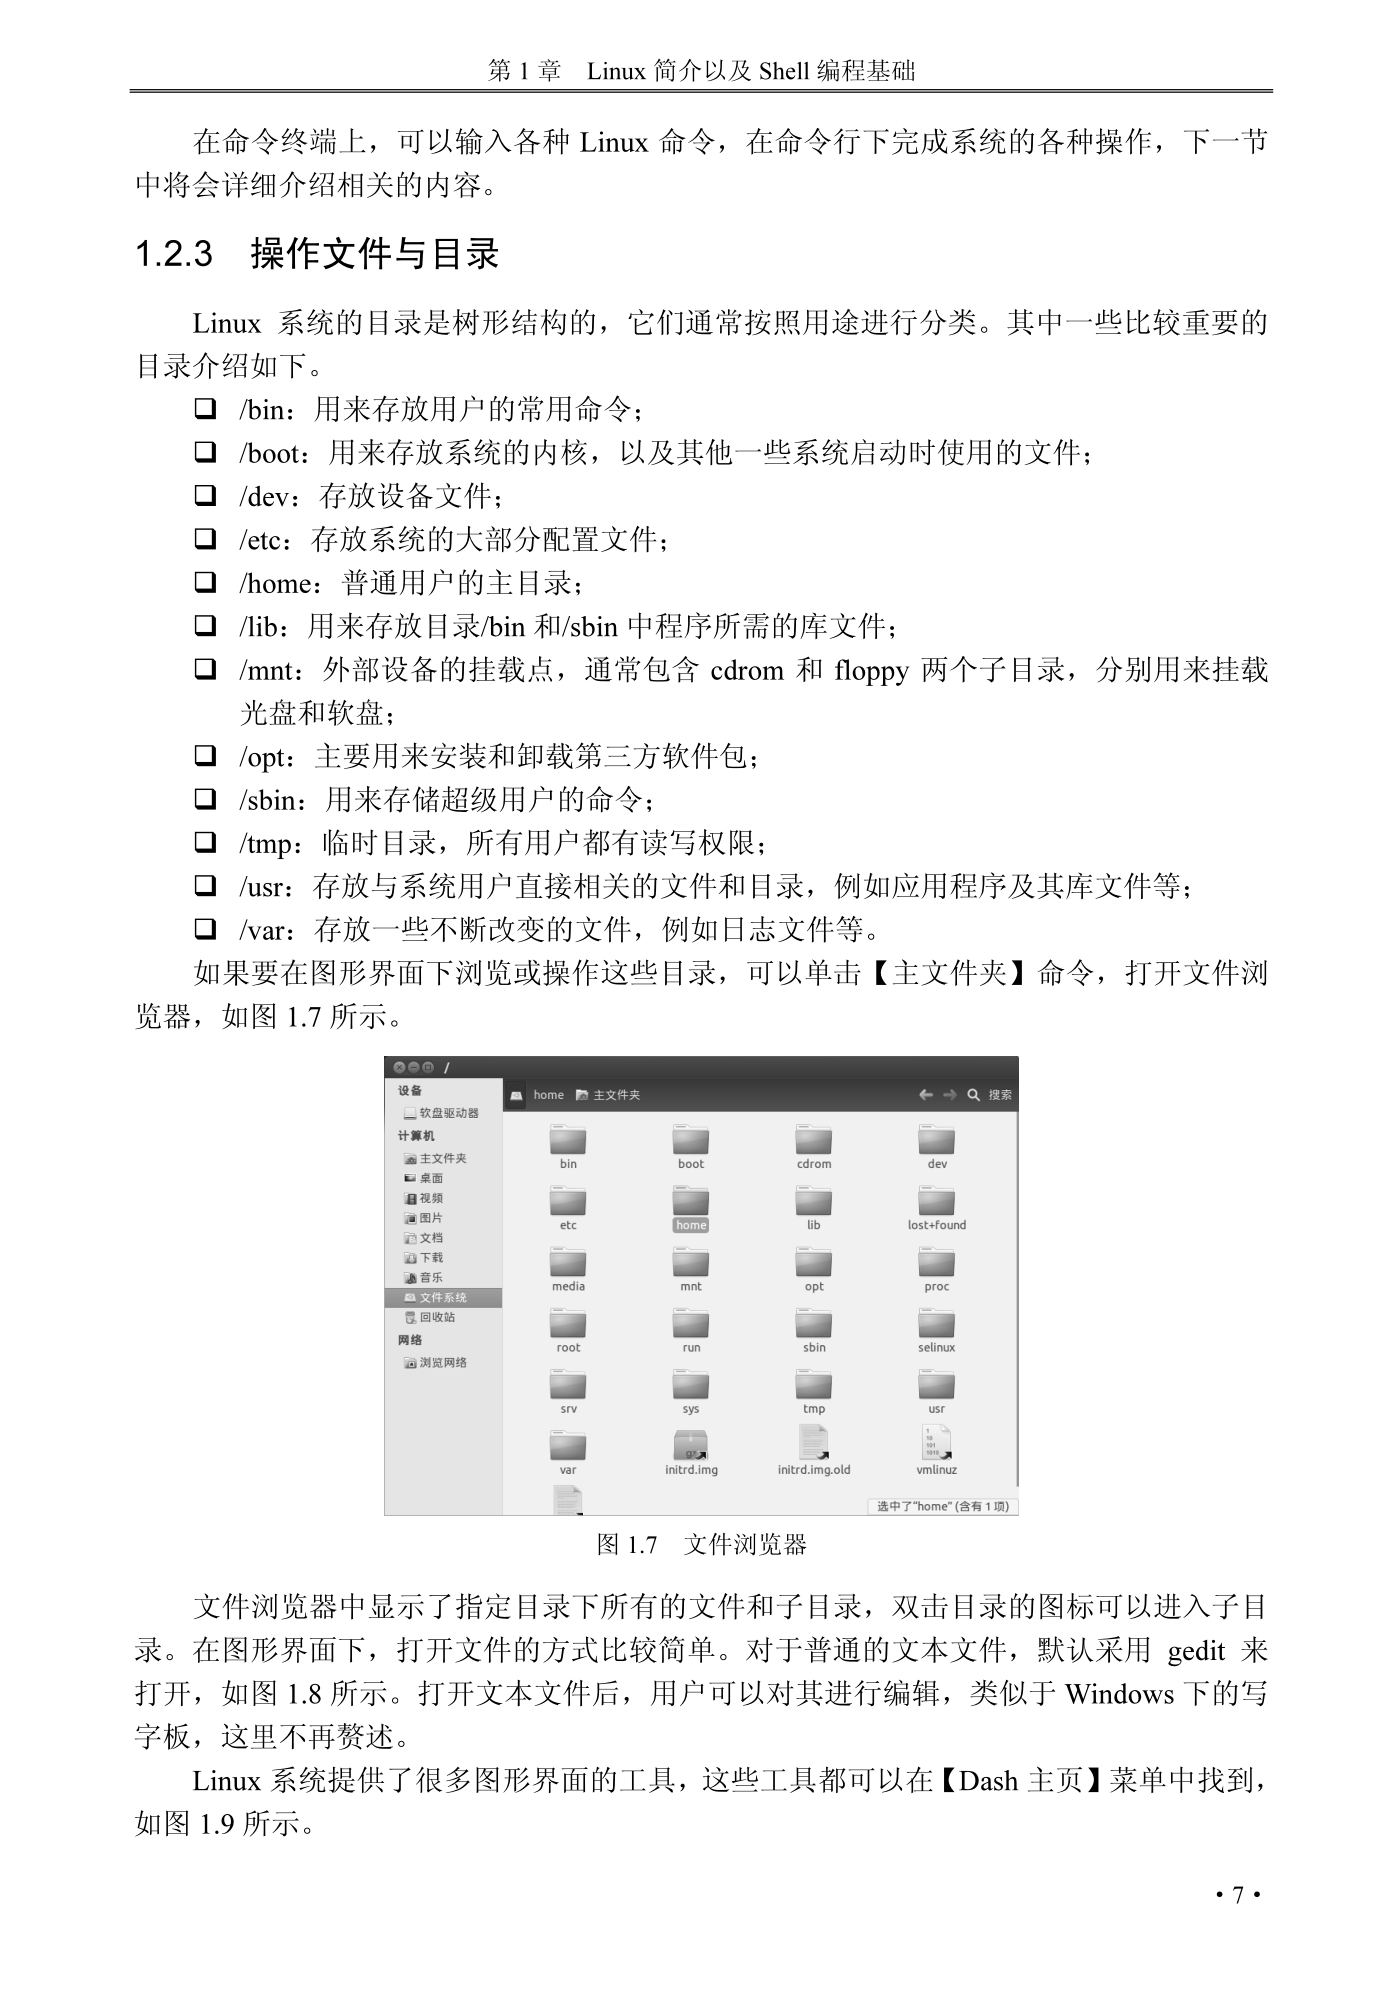 第 1 章 Linux 简介以及 Shell 编程基础
在命令终端上，可以输入各种 Linux 命令，在命令行下完成系统的各种操作，下一节
中将会详细介绍相关的内容。
1.2.3 操作文件与目录
Linux 系统的目录是树形结构的，它们通常按照用途进行分类。其中一些比较重要的
目录介绍如下。
❑ /bin：用来存放用户的常用命令；
❑ /boot：用来存放系统的内核，以及其他一些系统启动时使用的文件；
❑ /dev：存放设备文件；
❑ /etc：存放系统的大部分配置文件；
❑ /home：普通用户的主目录；
❑ /lib：用来存放目录/bin 和/sbin 中程序所需的库文件；
❑ /mnt：外部设备的挂载点，通常包含 cdrom 和 floppy 两个子目录，分别用来挂载
光盘和软盘；
❑ /opt：主要用来安装和卸载第三方软件包；
❑ /sbin：用来存储超级用户的命令；
❑ /tmp：临时目录，所有用户都有读写权限；
❑ /usr：存放与系统用户直接相关的文件和目录，例如应用程序及其库文件等；
❑ /var：存放一些不断改变的文件，例如日志文件等。
如果要在图形界面下浏览或操作这些目录，可以单击【主文件夹】命令，打开文件浏
览器，如图 1.7 所示。
/
设备
软盘驱动器
计算机
主文件夹
桌面
视频
图片
文档
下载
音乐
文件系统
回收站
网络
浏览网络
home 主文件夹 搜索
bin boot cdrom dev
etc home lib lost+found
media mnt opt proc
root run sbin selinux
srv sys tmp usr
var initrd.img initrd.img.old vmlinuz
选中了“home” (含有 1 项)
图 1.7 文件浏览器
文件浏览器中显示了指定目录下所有的文件和子目录，双击目录的图标可以进入子目
录。在图形界面下，打开文件的方式比较简单。对于普通的文本文件，默认采用 gedit 来
打开，如图 1.8 所示。打开文本文件后，用户可以对其进行编辑，类似于 Windows 下的写
字板，这里不再赘述。
Linux 系统提供了很多图形界面的工具，这些工具都可以在【Dash 主页】菜单中找到，
如图 1.9 所示。
• 7 •